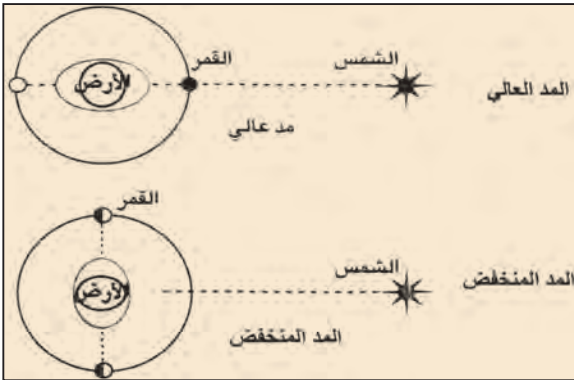 القمر
الشمس
المد العالي
الأرض
مد عالي
القمر
الشمس
المد المنخفض
الأرض
المد المنخفض